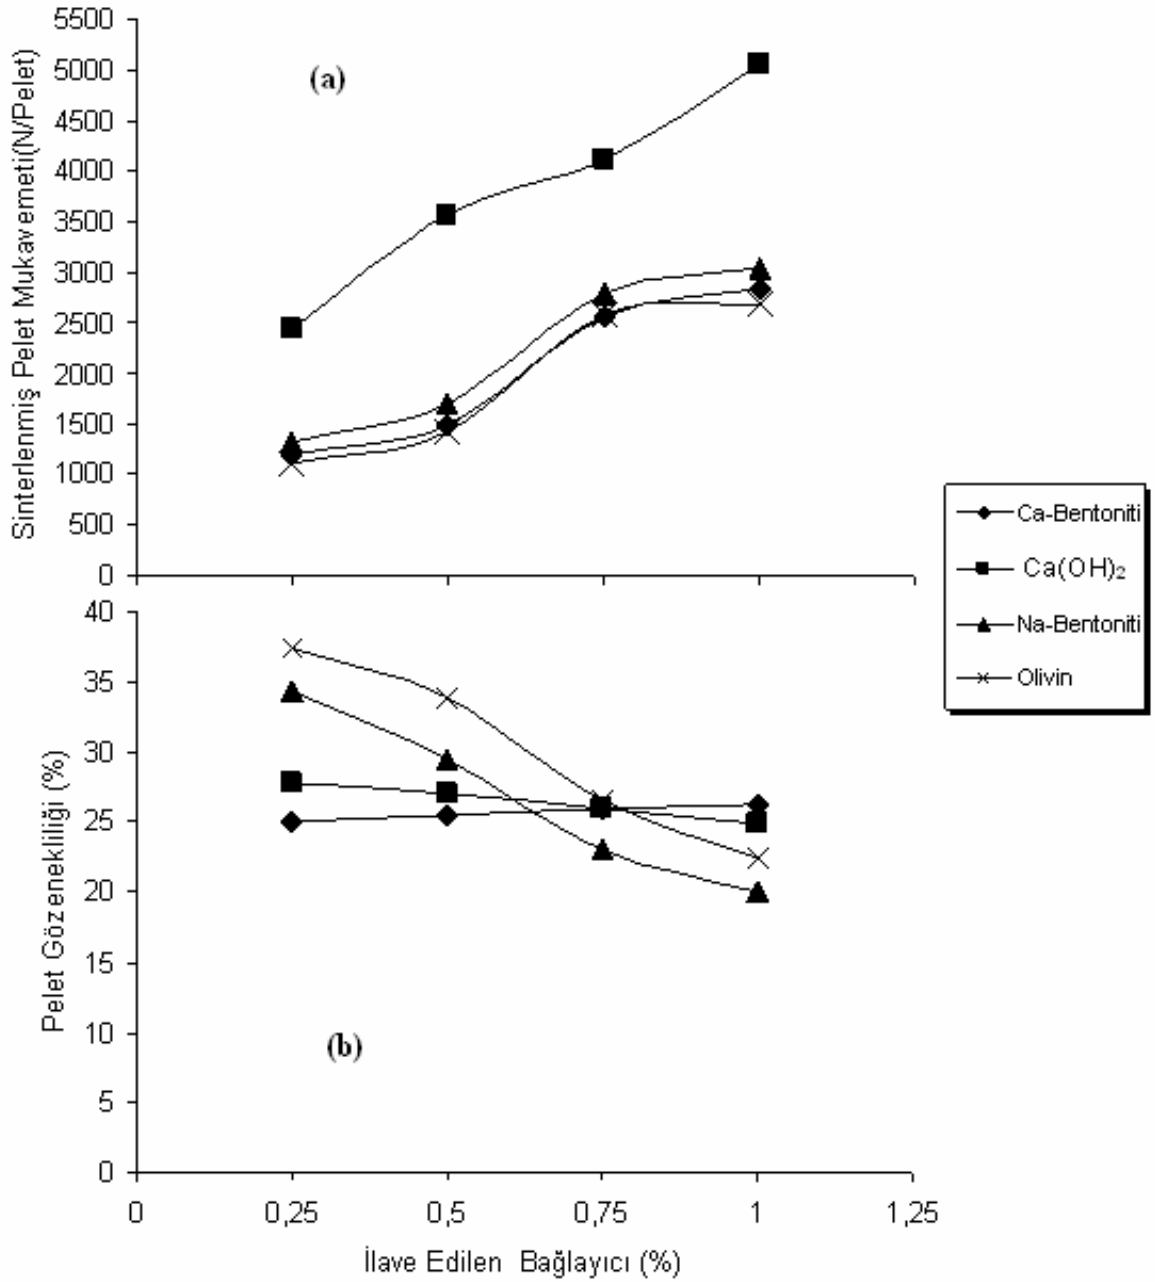 Sinterlenmiş Pelet Mukavemeti(N/Pelet)
5500
5000
4500
4000
3500
3000
2500
2000
1500
1000
500
0
(a)
Ca-Bentoniti
Ca(OH)₂
Na-Bentoniti
Olivin
Pelet Gözenekliliği (%)
40
35
30
25
20
15
10
5
0
(b)
0 0,25 0,5 0,75 1 1,25
İlave Edilen Bağlayıcı (%)